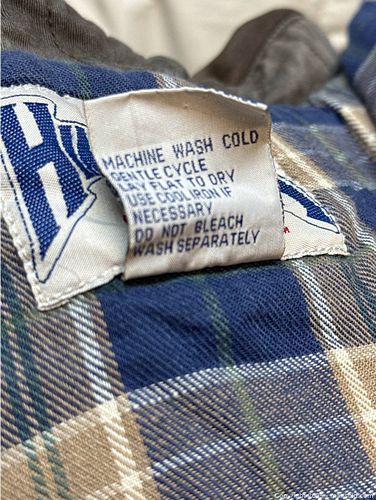 MACHINE WASH COLD
GENTLE CYCLE
LAY FLAT TO DRY
USE COOL IRON IF
NECESSARY
DO NOT BLEACH
WASH SEPARATELY